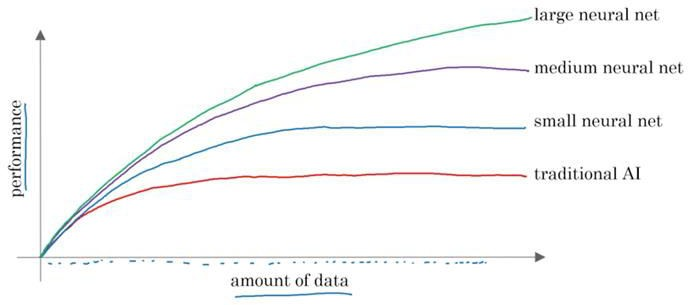 large neural net
medium neural net
small neural net
traditional AI
performance
amount of data